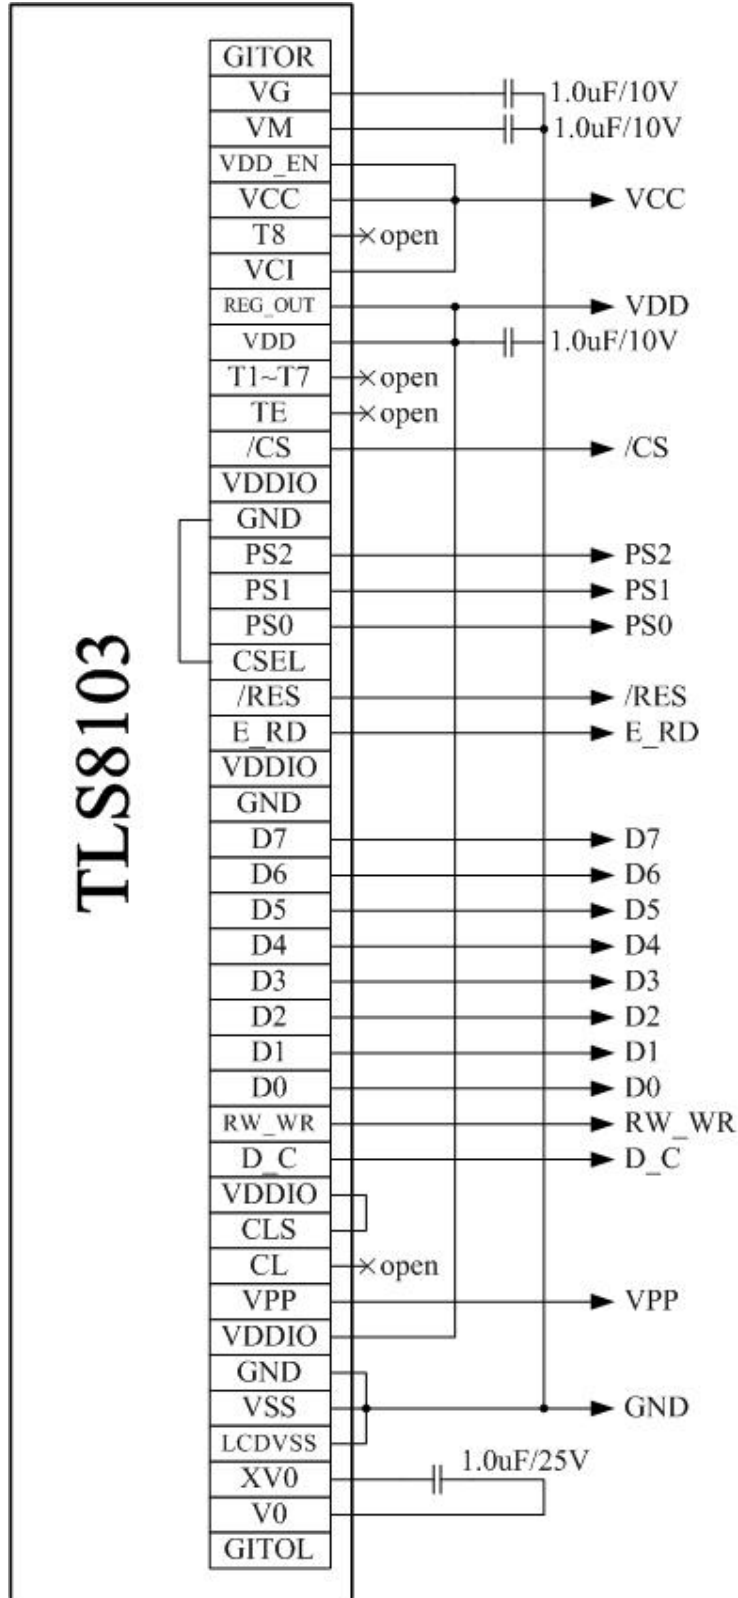 GITOR
VG 1.0uF/10V
VM 1.0uF/10V
VDD_EN
VCC VCC
T8 open
VCI
REG_OUT VDD
VDD 1.0uF/10V
T1~T7 open
TE open
/CS /CS
VDDIO
GND
PS2 PS2
PS1 PS1
PS0 PS0
CSEL
/RES /RES
E_RD E_RD
VDDIO
GND
D7 D7
D6 D6
D5 D5
D4 D4
D3 D3
D2 D2
D1 D1
D0 D0
RW_WR RW_WR
D_C D_C
VDDIO
CLS
CL open
VPP VPP
VDDIO
GND
VSS GND
LCDVSS
XV0 1.0uF/25V
V0
GITOL
TLS8103